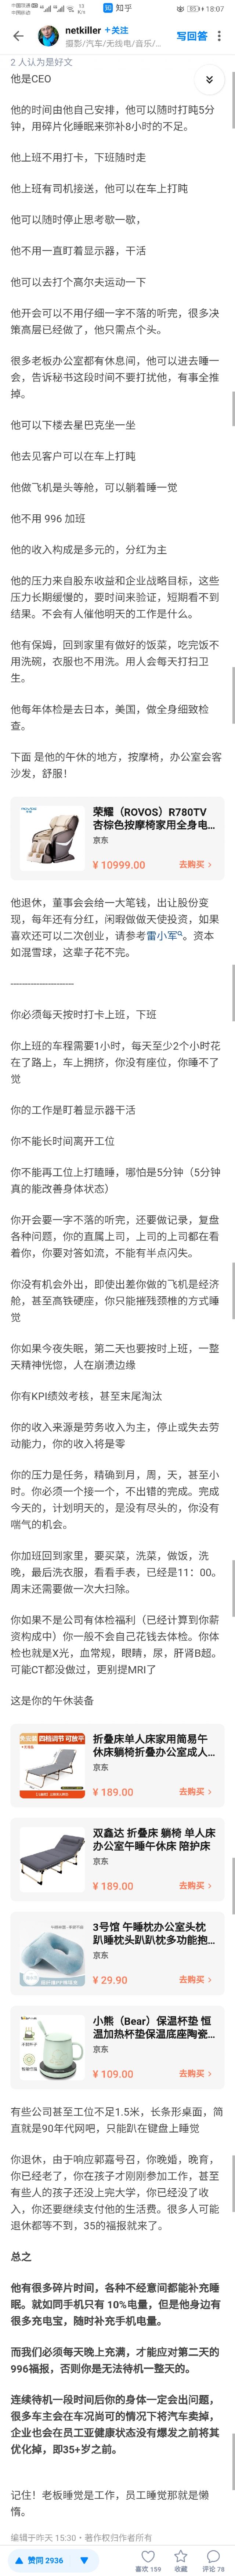 知乎
85
18:07
netkiller
+关注
摄影/汽车/无线电/音乐/...
写回答
2 人认为是好文
他是CEO
他的时间由他自己安排，他可以随时打盹5分
钟，用碎片化睡眠来弥补8小时的不足。
他上班不用打卡，下班随时走
他上班有司机接送，他可以在车上打盹
他可以随时停止思考歇一歇，
他不用一直盯着显示器，干活
他可以去打个高尔夫运动一下
他开会可以不用仔细一字不落的听完，很多决
策高层已经做了，他只需点个头。
很多老板办公室都有休息间，他可以进去睡一
会，告诉秘书这段时间不要打扰他，有事全推
掉。
他可以下楼去星巴克坐一坐
他去见客户可以在车上打盹
他做飞机是头等舱，可以躺着睡一觉
他不用 996 加班
他的收入构成是多元的，分红为主
他的压力来自股东收益和企业战略目标，这些
压力长期缓慢的，要时间来验证，短期看不到
结果。不会有人催他明天的工作是什么。
他有保姆，回到家里有做好的饭菜，吃完饭不
用洗碗，衣服也不用洗。用人会每天打扫卫
生。
他每年体检是去日本，美国，做全身细致检
查。
下面 是他的午休的地方，按摩椅，办公室会客
沙发，舒服！
荣耀（ROVOS）R780TV
杏棕色按摩椅家用全身电...
京东
¥ 10999.00
去购买 >
他退休，董事会会给一大笔钱，出让股份变
现，每年还有分红，闲暇做做天使投资，如果
喜欢还可以二次创业，请参考雷小军。资本
如混雪球，这辈子花不完。
------------------------
你必须每天按时打卡上班，下班
你上班的车程需要1小时，每天至少2个小时花
在了路上，车上拥挤，你没有座位，你睡不了
觉
你的工作是盯着显示器干活
你不能长时间离开工位
你不能再工位上打瞌睡，哪怕是5分钟（5分钟
真的能改善身体状态）
你开会要一字不落的听完，还要做记录，复盘
各种问题，你的直属上司，上司的上司都在看
着你，你要对答如流，不能有半点闪失。
你没有机会外出，即使出差你做的飞机是经济
舱，甚至高铁硬座，你只能摧残颈椎的方式睡
觉
你如果今夜失眠，第二天也要按时上班，一整
天精神恍惚，人在崩溃边缘
你有KPI绩效考核，甚至末尾淘汰
你的收入来源是劳务收入为主，停止或失去劳
动能力，你的收入将是零
你的压力是任务，精确到月，周，天，甚至小
时。你必须一个接一个，不出错的完成。完成
今天的，计划明天的，是没有尽头的，你没有
喘气的机会。
你加班回到家里，要买菜，洗菜，做饭，洗
晚，最后洗衣服，看看手表，已经是11：00。
周末还需要做一次大扫除。
你如果不是公司有体检福利（已经计算到你薪
资构成中）你一般不会自己花钱去体检。你体
检也就是X光，血常规，眼睛，尿，肝肾B超。
可能CT都没做过，更别提MRI了
这是你的午休装备
折叠床单人床家用简易午
休床躺椅折叠办公室成人...
京东
¥ 189.00
去购买 >
双鑫达 折叠床 躺椅 单人床
办公室午睡午休床 陪护床
京东
¥ 189.00
去购买 >
3号馆 午睡枕办公室头枕
趴睡枕头趴趴枕多功能抱...
京东
¥ 29.90
去购买 >
小熊（Bear）保温杯垫 恒
温加热杯垫保温底座陶瓷...
京东
¥ 109.00
去购买 >
有些公司甚至工位不足1.5米，长条形桌面，简
直就是90年代网吧，只能趴在键盘上睡觉
你退休，由于响应郭嘉号召，你晚婚，晚育，
你已经老了，你在孩子才刚刚参加工作，甚至
有些人的孩子还没上完大学，你已经没了收
入，你还要继续支付他的生活费。很多人可能
退休都等不到，35的福报就来了。
总之
他有很多碎片时间，各种不经意间都能补充睡
眠。就如同手机只有 10%电量，但是他身边有
很多充电宝，随时补充手机电量。
而我们必须每天晚上充满，才能应对第二天的
996福报，否则你是无法待机一整天的。
连续待机一段时间后你的身体一定会出问题，
很多车主会在车况尚可的情况下将汽车卖掉，
企业也会在员工亚健康状态没有爆发之前将其
优化掉，即35+岁之前。
记住！老板睡觉是工作，员工睡觉那就是懒
惰。
编辑于昨天 15:30・著作权归作者所有
赞同 2936
喜欢 159
收藏
评论 78